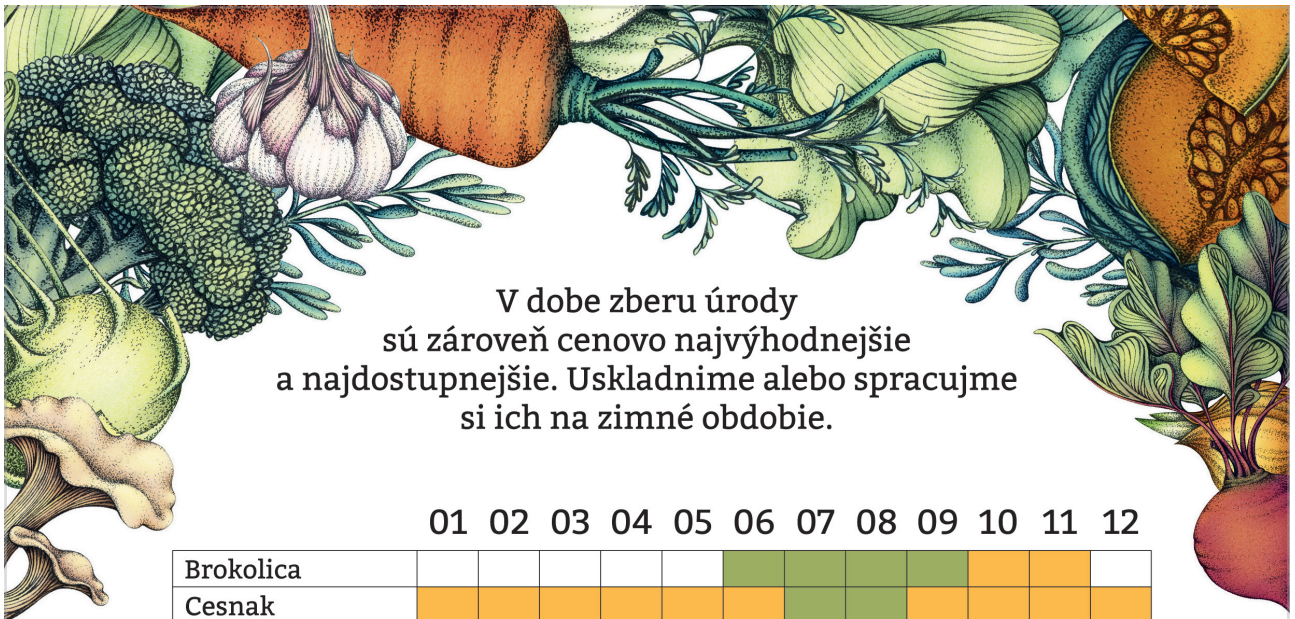 V dobe zberu úrody
sú zároveň cenovo najvýhodnejšie
a najdostupnejšie. Uskladnime alebo spracujme
si ich na zimné obdobie.
01 02 03 04 05 06 07 08 09 10 11 12
Brokolica
Cesnak